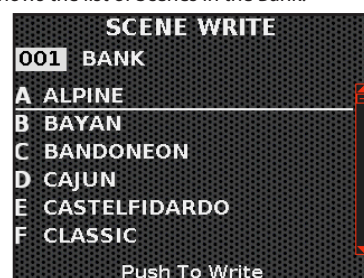 SCENE WRITE
001 BANK
A ALPINE
B BAYAN
C BANDONEON
D CAJUN
E CASTELFIDARDO
F CLASSIC
Push To Write